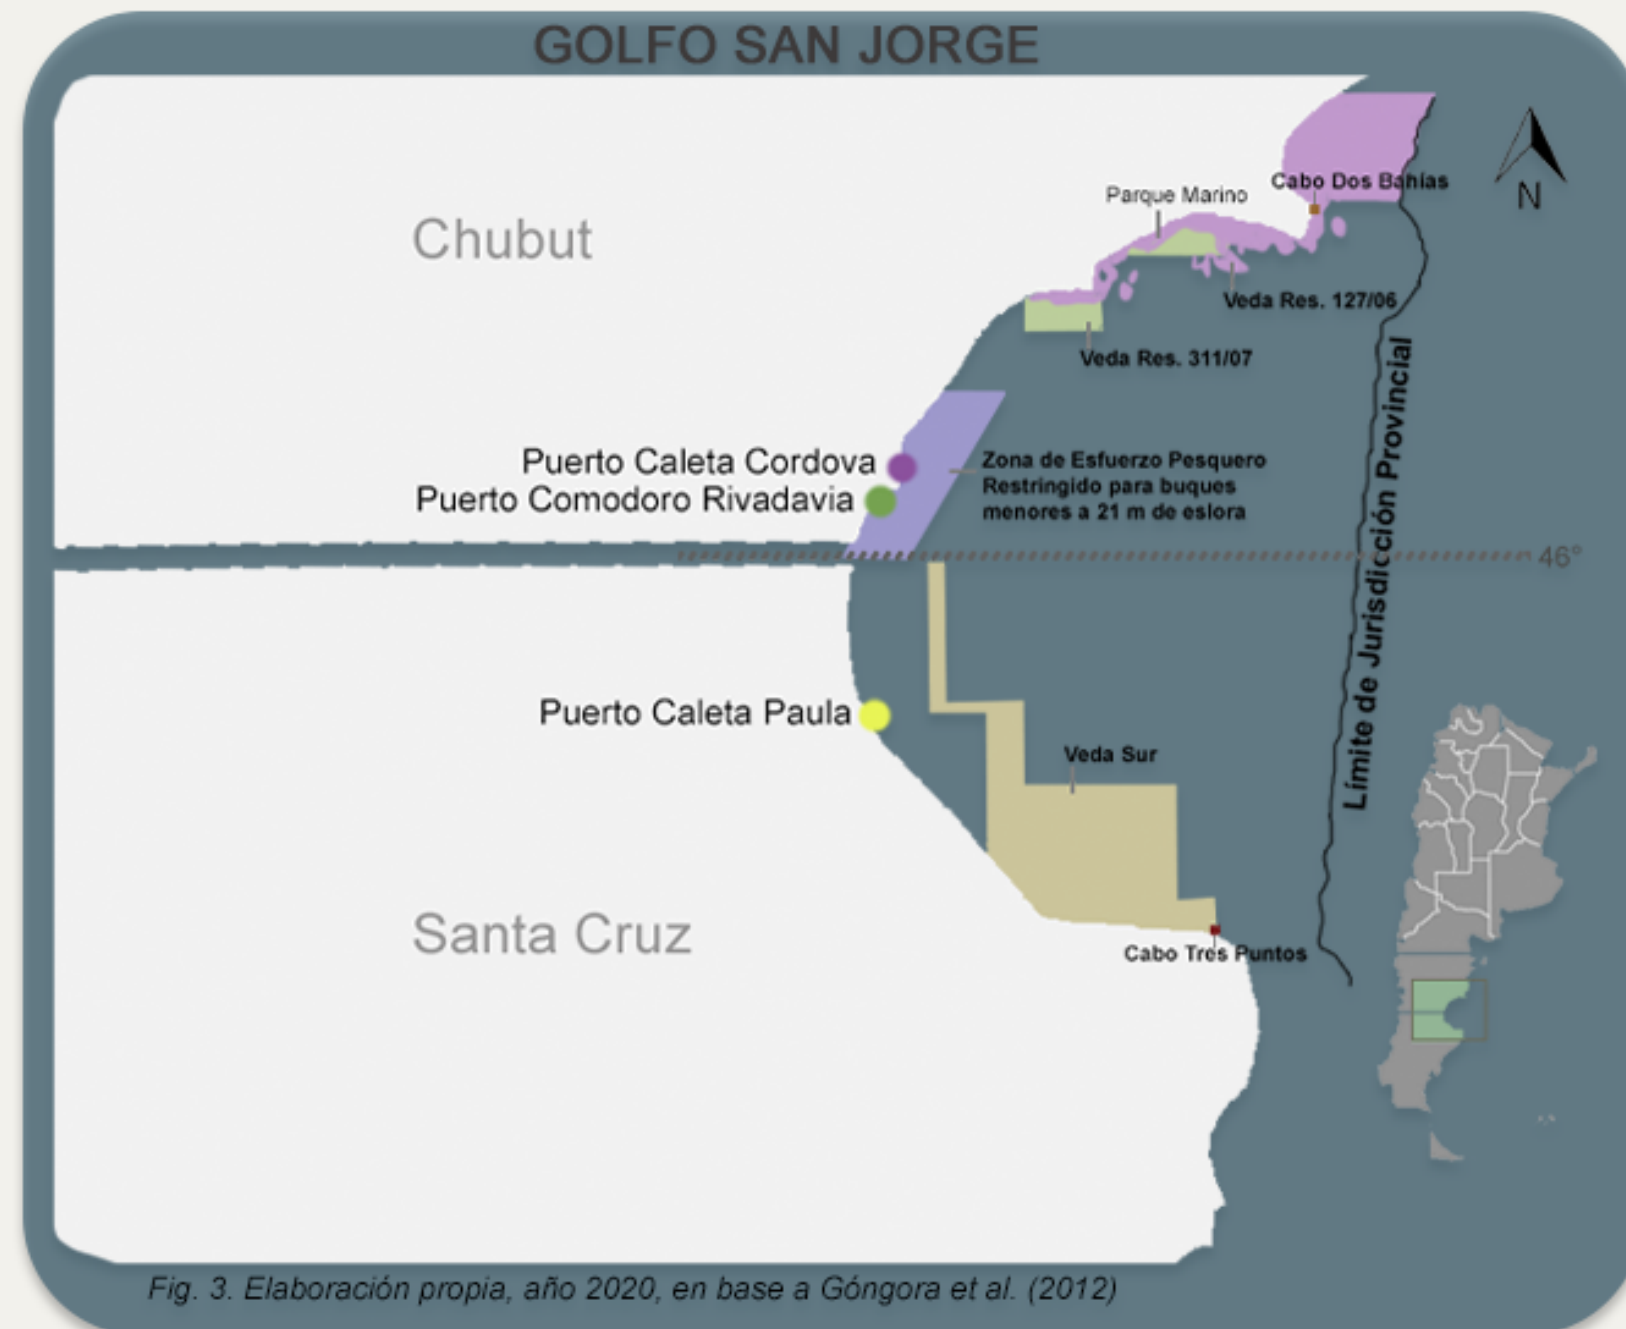 GOLFO SAN JORGE
Cabo Dos Bahías
Parque Marino
N
Chubut
Veda Res. 127/06
Veda Res. 311/07
Límite de Jurisdicción Provincial
Puerto Caleta Cordova
Zona de Esfuerzo Pesquero
Restringido para buques
menores a 21 m de eslora
Puerto Comodoro Rivadavia
46°
Puerto Caleta Paula
Veda Sur
Santa Cruz
Cabo Tres Puntos
Fig. 3. Elaboración propia, año 2020, en base a Góngora et al. (2012)